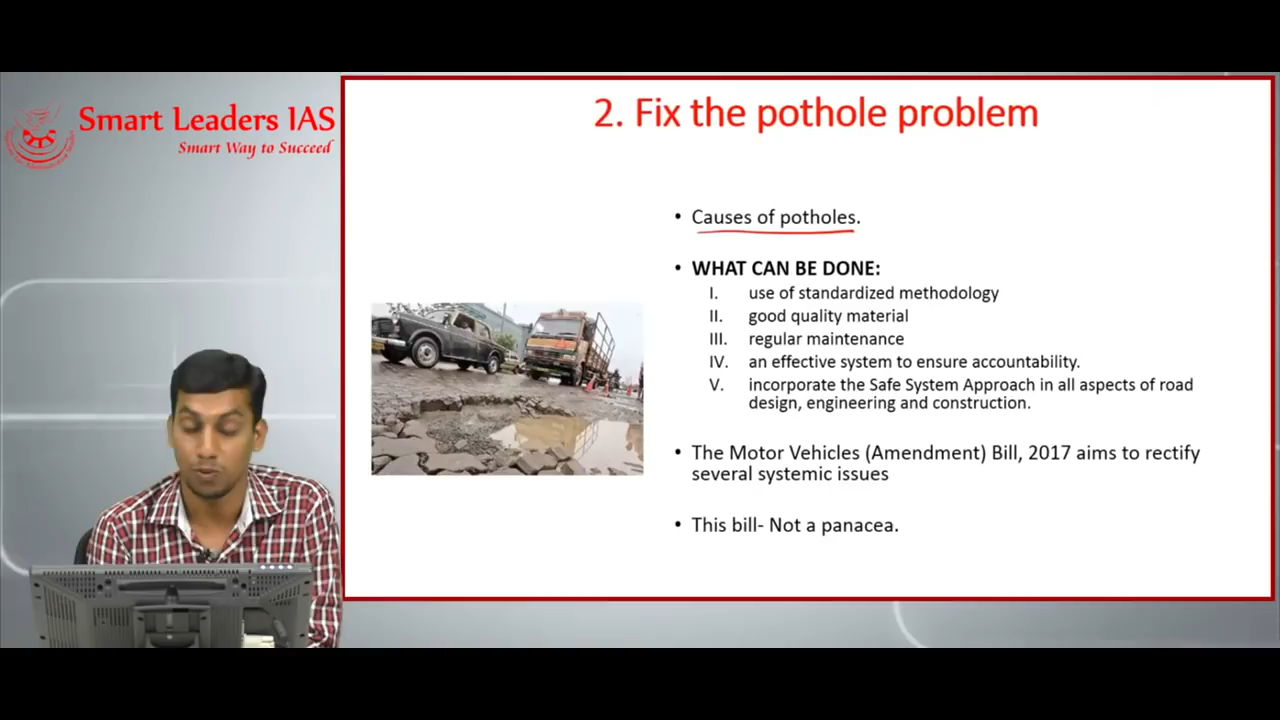 Smart Leaders IAS
Smart Way to Succeed
2. Fix the pothole problem
• Causes of potholes.
• WHAT CAN BE DONE:
I. use of standardized methodology
II. good quality material
III. regular maintenance
IV. an effective system to ensure accountability.
V. incorporate the Safe System Approach in all aspects of road
design, engineering and construction.
• The Motor Vehicles (Amendment) Bill, 2017 aims to rectify
several systemic issues
• This bill- Not a panacea.